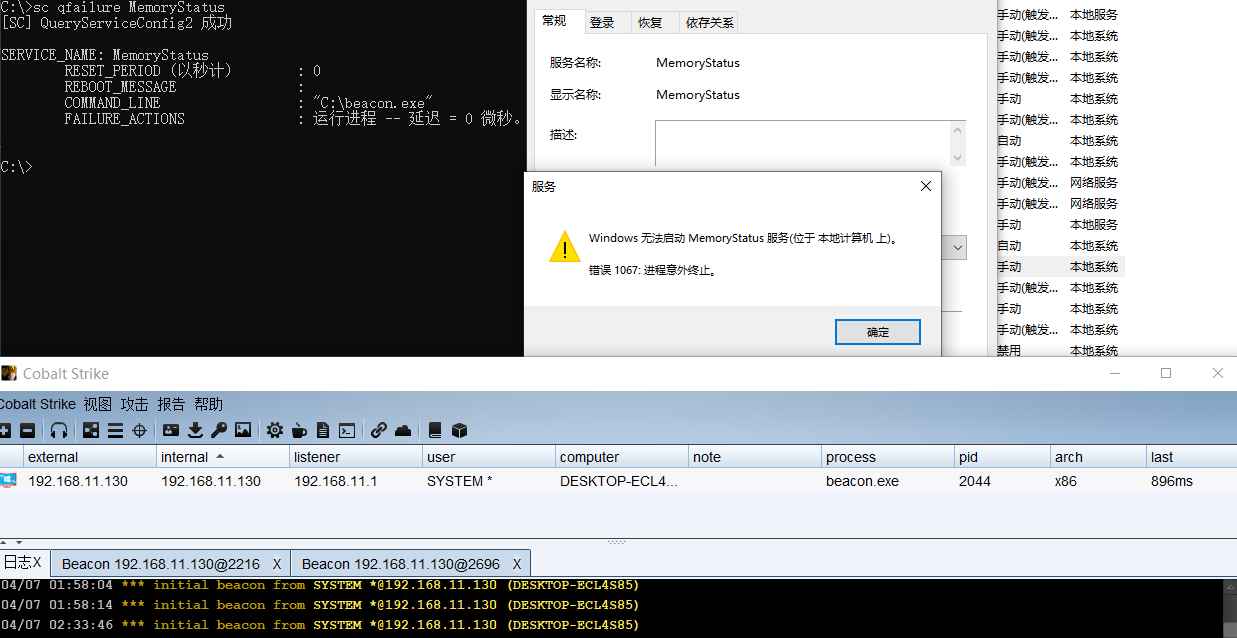 C:\>sc qfailure MemoryStatus
[SC] QueryServiceConfig2 成功
SERVICE_NAME: MemoryStatus
RESET_PERIOD (以秒计) : 0
REBOOT_MESSAGE :
COMMAND_LINE : "C:\beacon.exe"
FAILURE_ACTIONS : 运行进程 -- 延迟 = 0 微秒。
C:\>
常规 登录 恢复 依存关系
服务名称: MemoryStatus
显示名称: MemoryStatus
描述:
服务
Windows 无法启动 MemoryStatus 服务(位于 本地计算机 上)。
错误 1067: 进程意外终止。
确定
手动(触发... 本地服务
手动(触发... 本地系统
手动(触发... 本地系统
手动(触发... 本地系统
手动 本地系统
手动(触发... 本地系统
自动 本地系统
手动(触发... 本地系统
手动(触发... 网络服务
手动(触发... 网络服务
手动 本地服务
自动 本地系统
手动 本地系统
手动(触发... 本地系统
手动 本地系统
手动(触发... 本地系统
禁用 本地系统
Cobalt Strike
Cobalt Strike 视图 攻击 报告 帮助
external internal listener user computer note process pid arch last
192.168.11.130 192.168.11.130 192.168.11.1 SYSTEM * DESKTOP-ECL4... beacon.exe 2044 x86 896ms
日志X Beacon 192.168.11.130@2216 X Beacon 192.168.11.130@2696 X
04/07 01:58:04 *** initial beacon from SYSTEM *@192.168.11.130 (DESKTOP-ECL4S85)
04/07 01:58:14 *** initial beacon from SYSTEM *@192.168.11.130 (DESKTOP-ECL4S85)
04/07 02:33:46 *** initial beacon from SYSTEM *@192.168.11.130 (DESKTOP-ECL4S85)